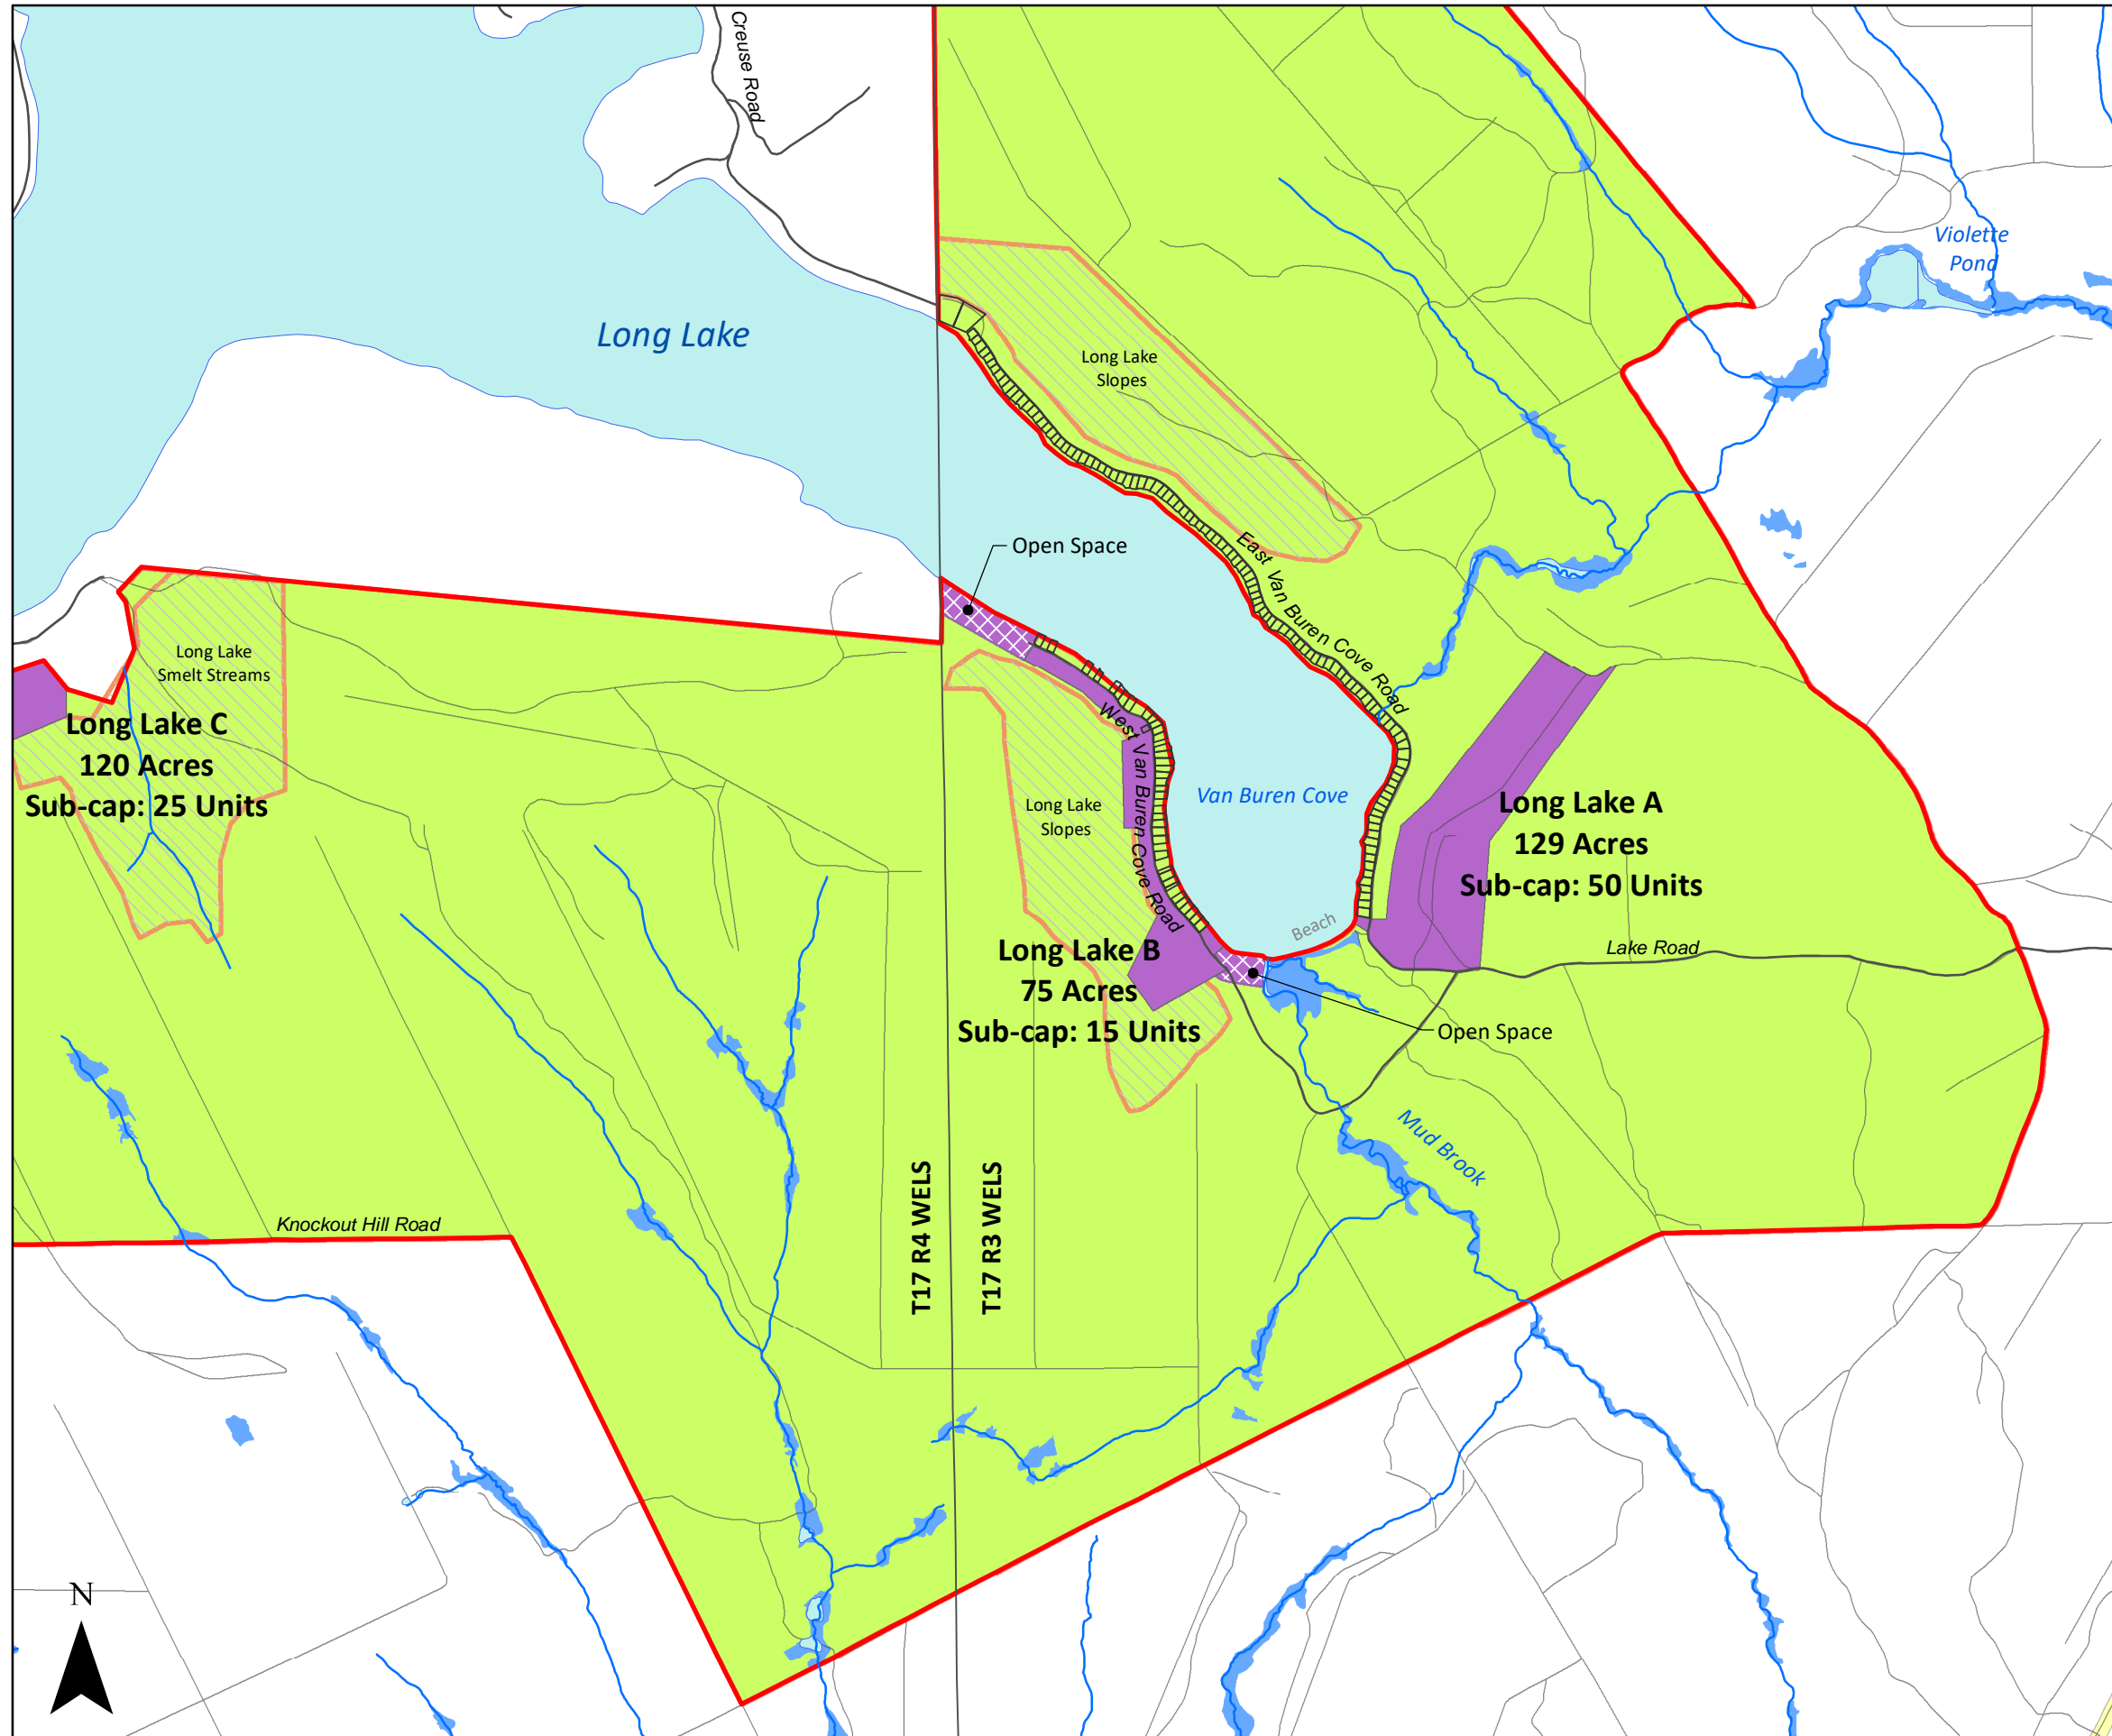 Creuse Road
Violette
Pond
Long Lake
Long Lake
Slopes
Open Space
East Van Buren Cove Road
Long Lake
Smelt Streams
Long Lake C
120 Acres
Sub-cap: 25 Units
West Van Buren Cove Road
Long Lake
Slopes
Van Buren Cove
Long Lake A
129 Acres
Sub-cap: 50 Units
Beach
Lake Road
Long Lake B
75 Acres
Sub-cap: 15 Units
Open Space
Mud Brook
T17 R4 WELS
T17 R3 WELS
Knockout Hill Road
N